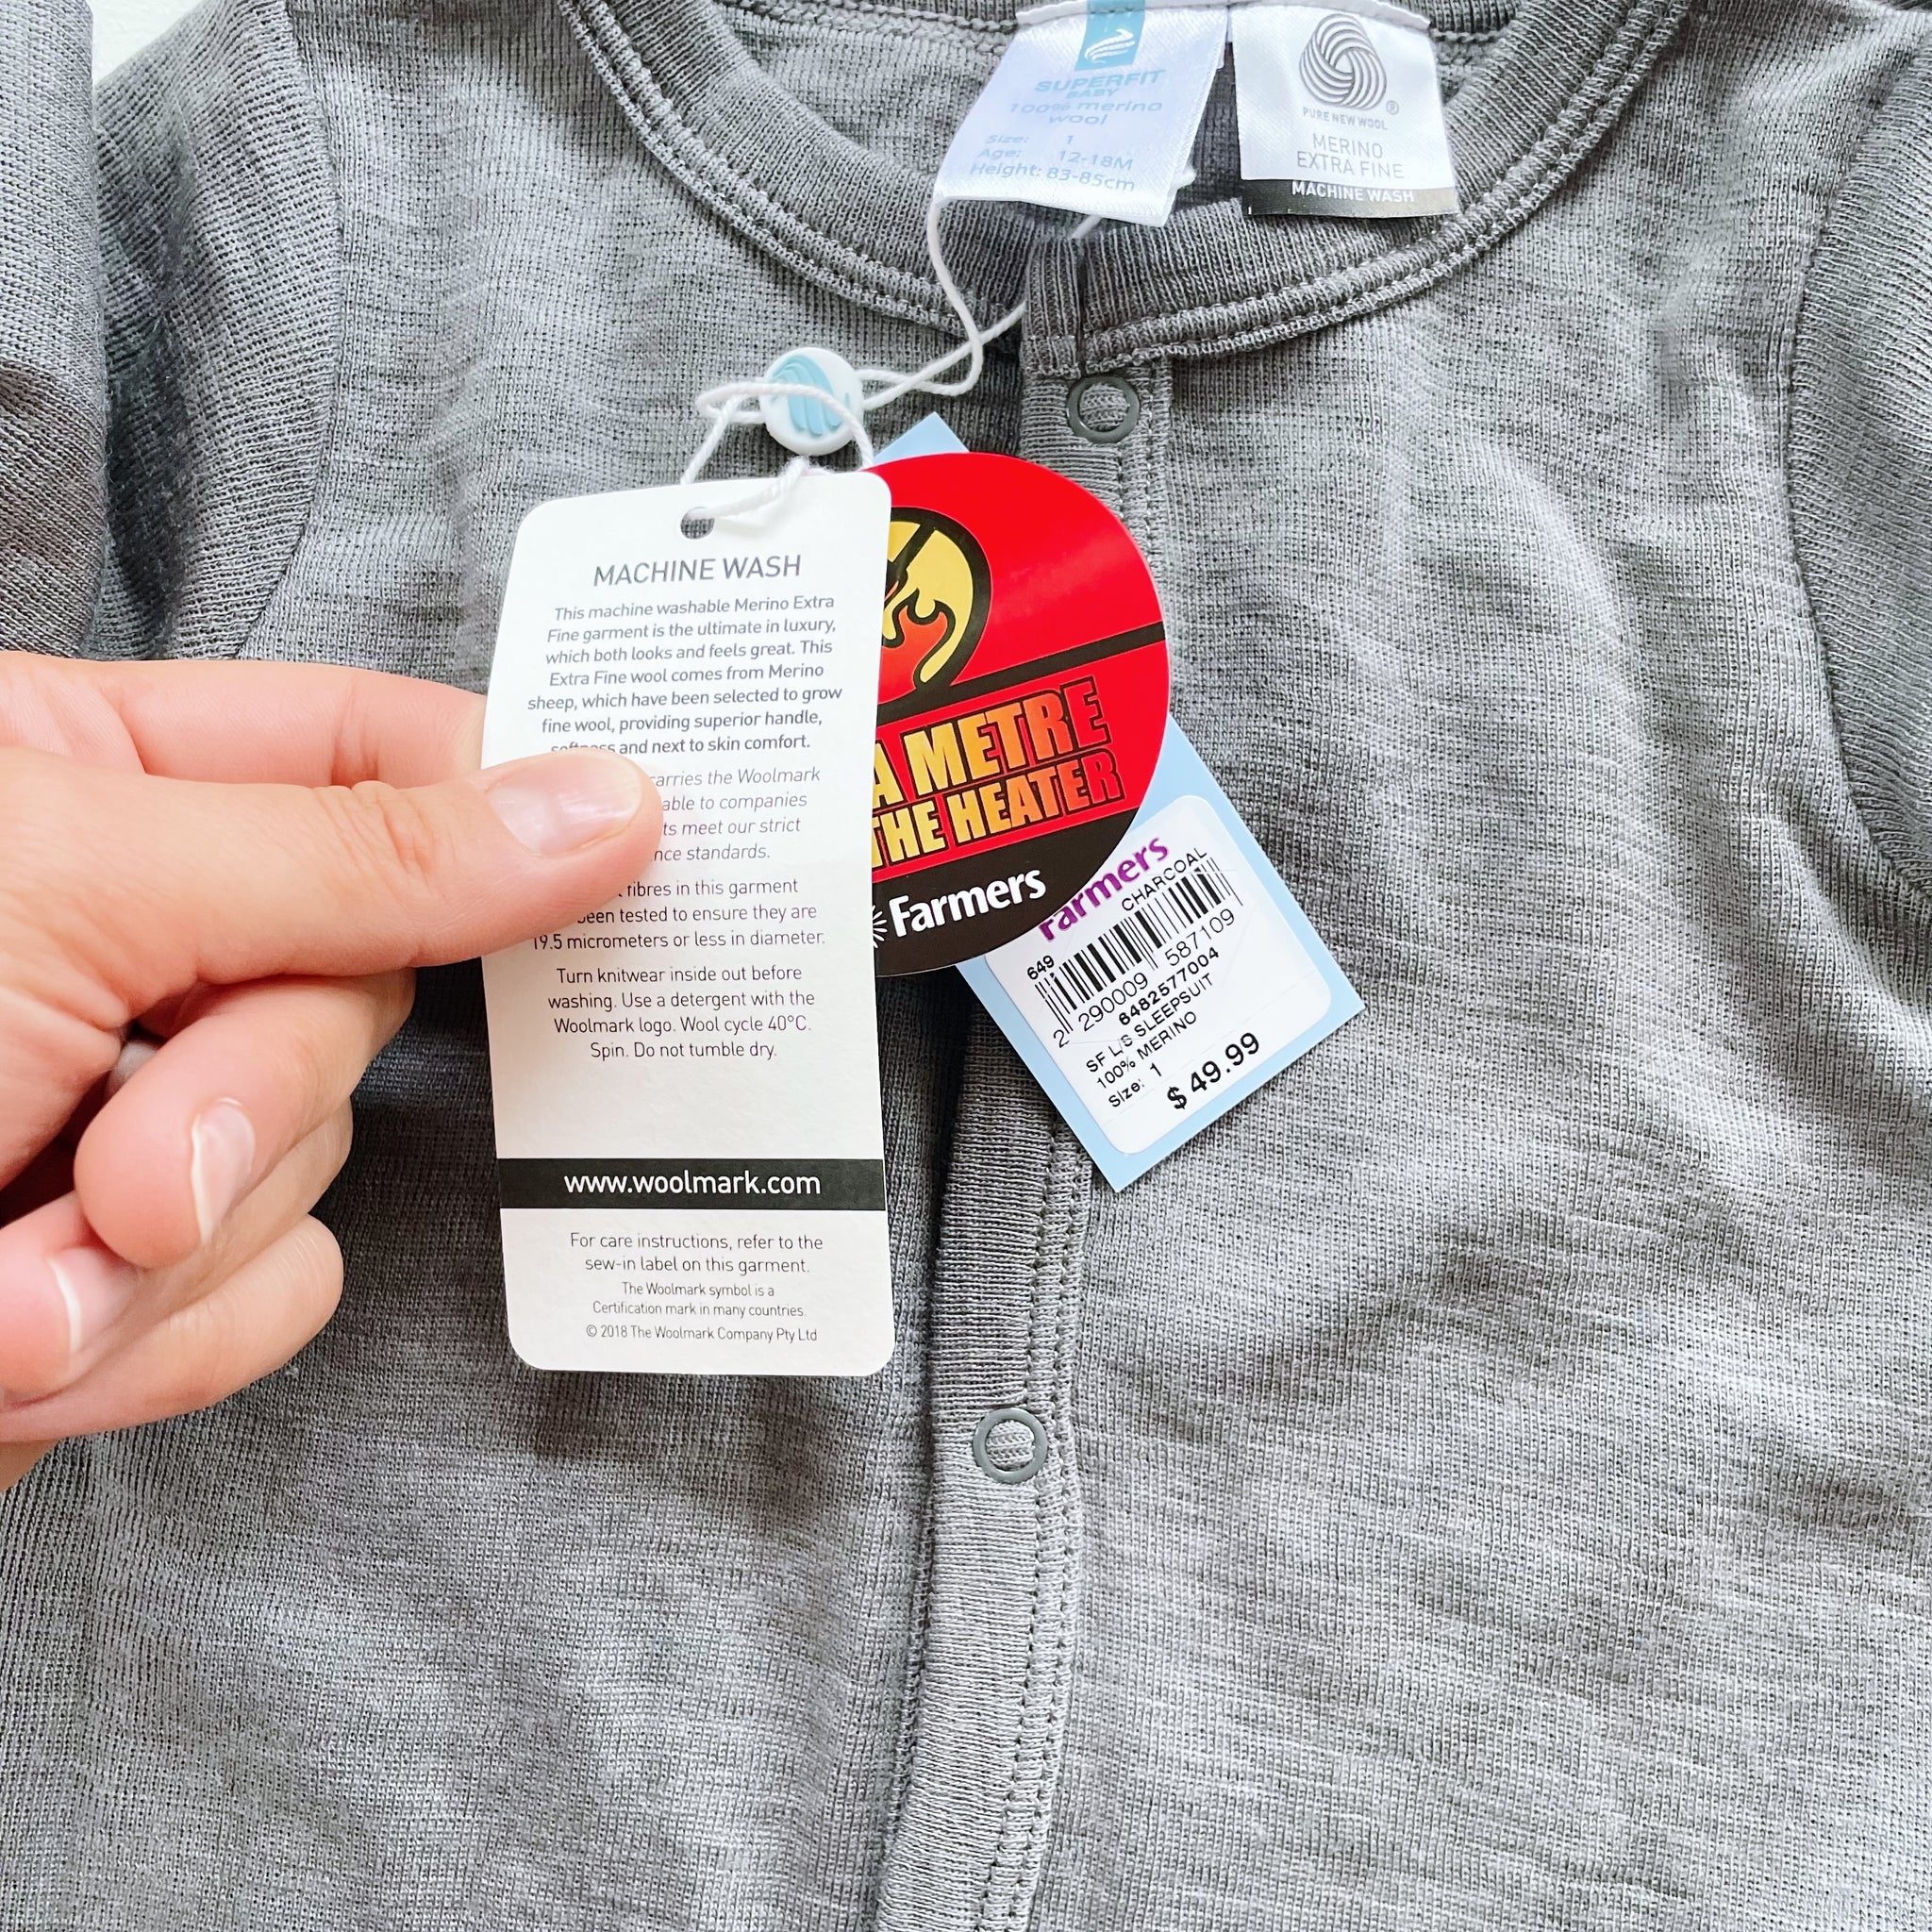 SUPERFIT
BABY
100% merino
wool
Size: 1
Age: 12-18M
Height: 83-85cm
PURE NEW WOOL
®
MERINO
EXTRA FINE
MACHINE WASH
MACHINE WASH
This machine washable Merino Extra
Fine garment is the ultimate in luxury,
which both looks and feels great. This
Extra Fine wool comes from Merino
sheep, which have been selected to grow
fine wool, providing superior handle,
softness and next to skin comfort.
carries the Woolmark
able to companies
ts meet our strict
nce standards.
fibres in this garment
been tested to ensure they are
19.5 micrometers or less in diameter.
Turn knitwear inside out before
washing. Use a detergent with the
Woolmark logo. Wool cycle 40°C.
Spin. Do not tumble dry.
www.woolmark.com
For care instructions, refer to the
sew-in label on this garment.
The Woolmark symbol is a
Certification mark in many countries.
© 2018 The Woolmark Company Pty Ltd
A METRE
THE HEATER
Farmers
Farmers
CHARCOAL
649
2 290009 587109
6482577004
SF L/S SLEEPSUIT
100% MERINO
Size: 1
$ 49.99